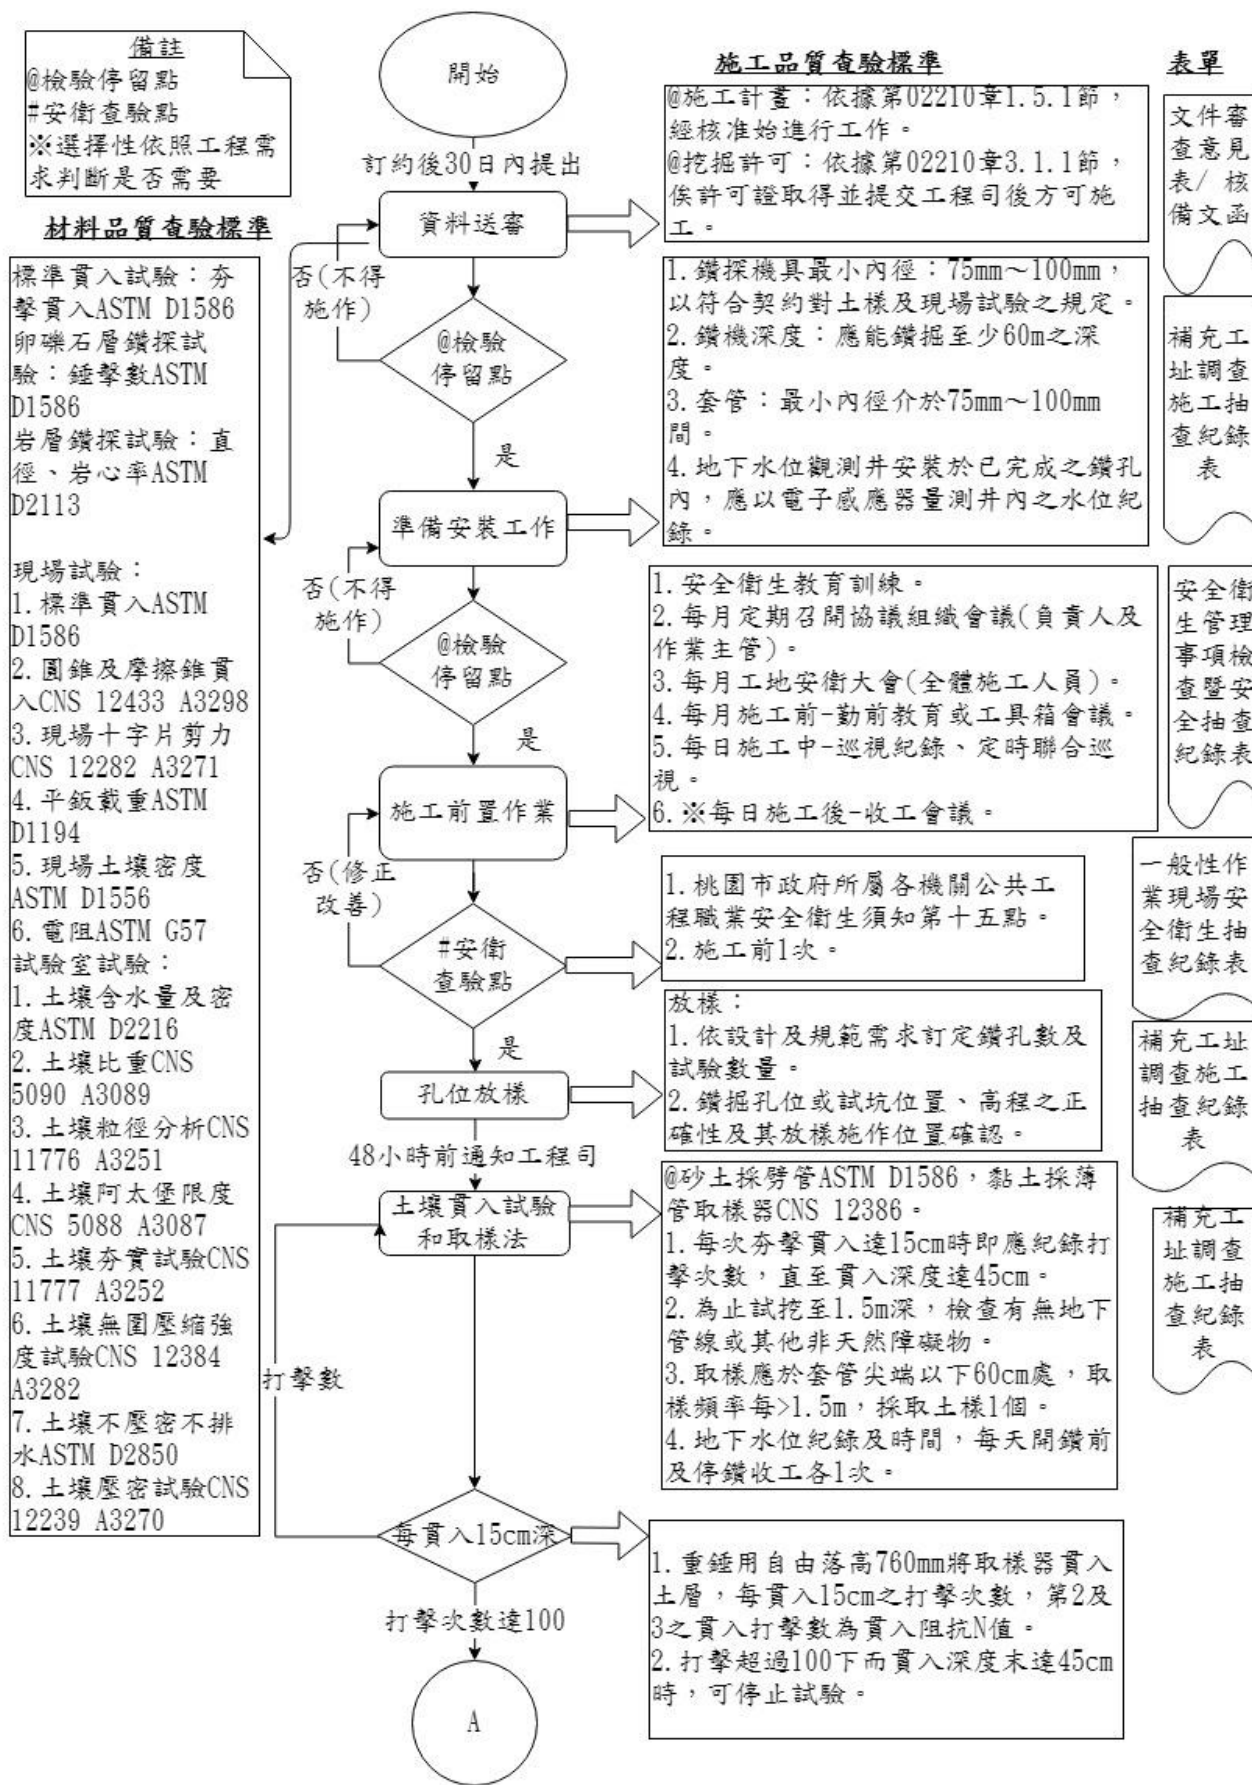 備註
@檢驗停留點
#安衛查驗點
※選擇性依照工程需
求判斷是否需要
開始
訂約後30日內提出
資料送審
否(不得
施作)
@檢驗
停留點
是
準備安裝工作
否(不得
施作)
@檢驗
停留點
是
施工前置作業
否(修正
改善)
#安衛
查驗點
是
孔位放樣
48小時前通知工程司
土壤貫入試驗
和取樣法
打擊數
每貫入15cm深
打擊次數達100
A
材料品質查驗標準
標準貫入試驗：夯
擊貫入ASTM D1586
卵礫石層鑽探試
驗：錘擊數ASTM
D1586
岩層鑽探試驗：直
徑、岩心率ASTM
D2113
現場試驗：
1.標準貫入ASTM
D1586
2.圓錐及摩擦錐貫
入CNS 12433 A3298
3.現場十字片剪力
CNS 12282 A3271
4.平鈑載重ASTM
D1194
5.現場土壤密度
ASTM D1556
6.電阻ASTM G57
試驗室試驗：
1.土壤含水量及密
度ASTM D2216
2.土壤比重CNS
5090 A3089
3.土壤粒徑分析CNS
11776 A3251
4.土壤阿太堡限度
CNS 5088 A3087
5.土壤夯實試驗CNS
11777 A3252
6.土壤無圍壓縮強
度試驗CNS 12384
A3282
7.土壤不壓密不排
水ASTM D2850
8.土壤壓密試驗CNS
12239 A3270
施工品質查驗標準
@施工計畫：依據第02210章1.5.1節，
經核准始進行工作。
@挖掘許可：依據第02210章3.1.1節，
俟許可證取得並提交工程司後方可施
工。
1.鑽探機具最小內徑：75mm～100mm，
以符合契約對土樣及現場試驗之規定。
2.鑽機深度：應能鑽掘至少60m之深
度。
3.套管：最小內徑介於75mm～100mm
間。
4.地下水位觀測井安裝於已完成之鑽孔
內，應以電子感應器量測井內之水位紀
錄。
1.安全衛生教育訓練。
2.每月定期召開協議組織會議(負責人及
作業主管)。
3.每月工地安衛大會(全體施工人員)。
4.每月施工前-勤前教育或工具箱會議。
5.每日施工中-巡視紀錄、定時聯合巡
視。
6.※每日施工後-收工會議。
1.桃園市政府所屬各機關公共工
程職業安全衛生須知第十五點。
2.施工前1次。
放樣：
1.依設計及規範需求訂定鑽孔數及
試驗數量。
2.鑽掘孔位或試坑位置、高程之正
確性及其放樣施作位置確認。
@砂土採劈管ASTM D1586，黏土採薄
管取樣器CNS 12386。
1.每次夯擊貫入達15cm時即應紀錄打
擊次數，直至貫入深度達45cm。
2.為止試挖至1.5m深，檢查有無地下
管線或其他非天然障礙物。
3.取樣應於套管尖端以下60cm處，取
樣頻率每>1.5m，採取土樣1個。
4.地下水位紀錄及時間，每天開鑽前
及停鑽收工各1次。
1.重錘用自由落高760mm將取樣器貫入
土層，每貫入15cm之打擊次數，第2及
3之貫入打擊數為貫入阻抗N值。
2.打擊超過100下而貫入深度未達45cm
時，可停止試驗。
表單
文件審
查意見
表/ 核
備文函
補充工
址調查
施工抽
查紀錄
表
安全衛
生管理
事項檢
查暨安
全抽查
紀錄表
一般性作
業現場安
全衛生抽
查紀錄表
補充工址
調查施工
抽查紀錄
表
補充工
址調查
施工抽
查紀錄
表